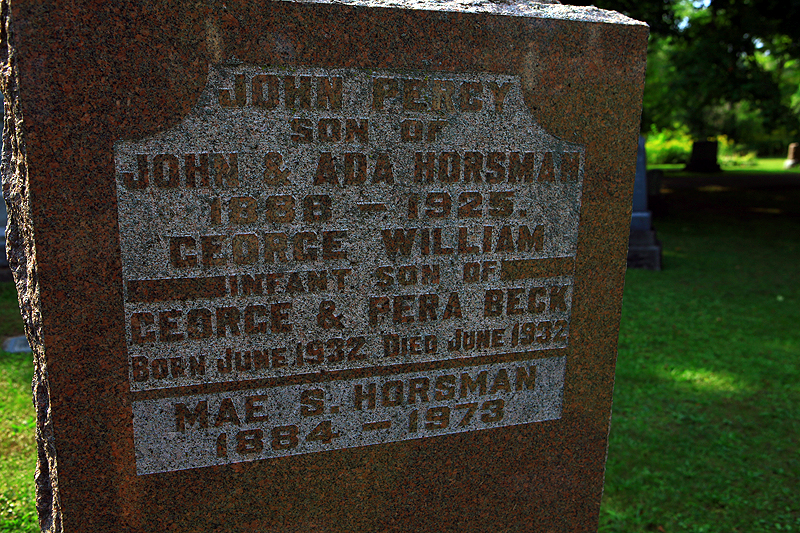 JOHN PERCY
SON OF
JOHN & ADA HORSMAN
1888 - 1925.
GEORGE WILLIAM
INFANT SON OF
GEORGE & PERA BECK
BORN JUNE, 1932 DIED JUNE 1932
MAE S. HORSMAN
1884 - 1973